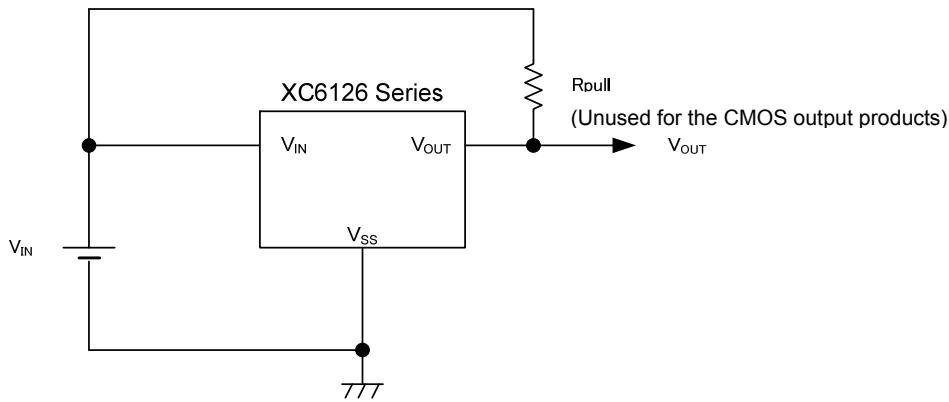 Rpull
XC6126 Series
(Unused for the CMOS output products)
VIN
VOUT
VOUT
VSS
VIN